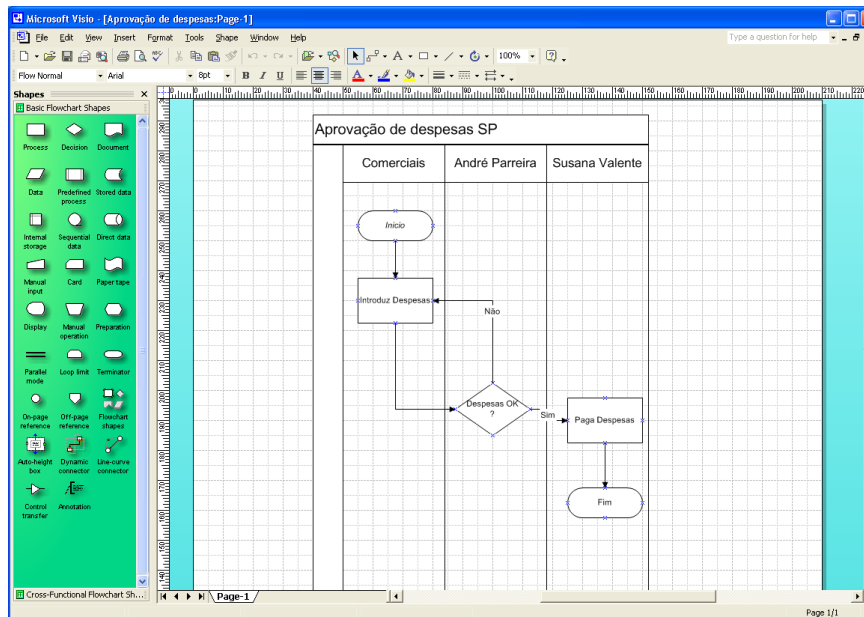 Microsoft Visio - [Aprovação de despesas:Page-1]
File Edit View Insert Format Tools Shape Window Help
Type a question for help
100%
Flow Normal Arial 8pt B I U
Shapes
Basic Flowchart Shapes
Process Decision Document
Data Predefined process Stored data
Internal storage Sequential data Direct data
Manual input Card Paper tape
Display Manual operation Preparation
Parallel mode Loop limit Terminator
On-page reference Off-page reference Flowchart shapes
Auto-height box Dynamic connector Line-curve connector
Control transfer Annotation
Cross-Functional Flowchart Sh...
Aprovação de despesas SP
Comerciais André Parreira Susana Valente
Inicio
Introduz Despesas
Não
Despesas OK
?
Sim
Paga Despesas
Fim
Page-1
Page 1/1